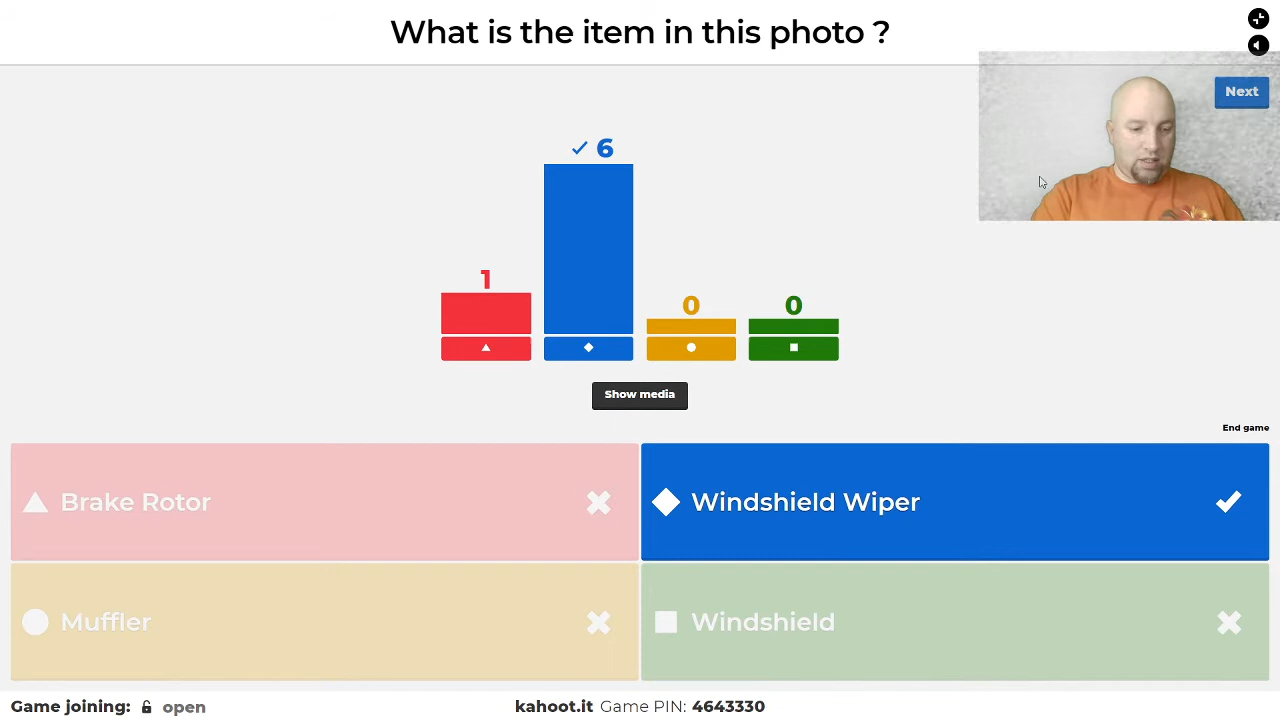 What is the item in this photo ?
Next
6
1
0
0
Show media
End game
Brake Rotor
Windshield Wiper
Muffler
Windshield
Game joining: open
kahoot.it Game PIN: 4643330